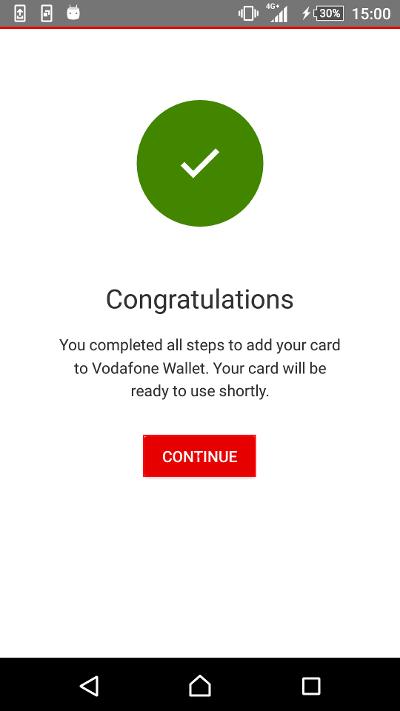 4G+ 30% 15:00
Congratulations
You completed all steps to add your card
to Vodafone Wallet. Your card will be
ready to use shortly.
CONTINUE